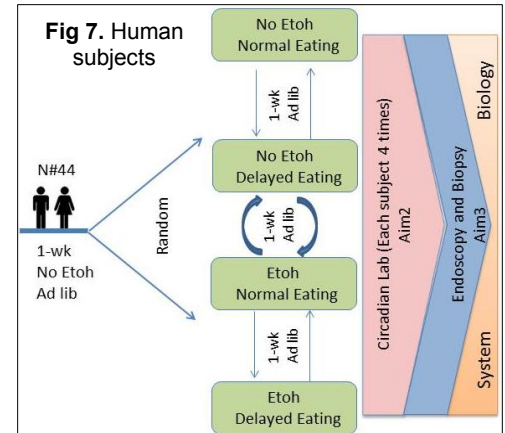 Fig 7. Human
subjects
N#44
1-wk
No Etoh
Ad lib
Random
No Etoh
Normal Eating
1-wk
Ad lib
No Etoh
Delayed Eating
1-wk
Ad lib
Etoh
Normal Eating
1-wk
Ad lib
Etoh
Delayed Eating
Circadian Lab (Each subject 4 times)
Aim2
Endoscopy and Biopsy
Aim3
System
Biology